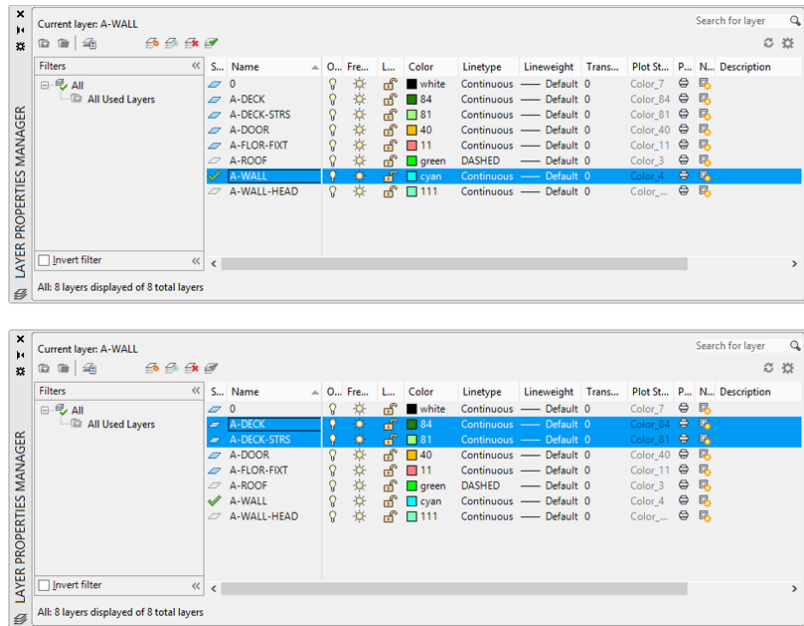 Current layer: A-WALL
Search for layer
Filters
S... Name O... Fre... L... Color Linetype Lineweight Trans... Plot St... P... N... Description
All
All Used Layers
0 white Continuous Default 0 Color_7
A-DECK 84 Continuous Default 0 Color_84
A-DECK-STRS 81 Continuous Default 0 Color_81
A-DOOR 40 Continuous Default 0 Color_40
A-FLOR-FIXT 11 Continuous Default 0 Color_11
A-ROOF green DASHED Default 0 Color_3
A-WALL cyan Continuous Default 0 Color_4
A-WALL-HEAD 111 Continuous Default 0 Color_...
Invert filter
All: 8 layers displayed of 8 total layers
LAYER PROPERTIES MANAGER
Current layer: A-WALL
Search for layer
Filters
S... Name O... Fre... L... Color Linetype Lineweight Trans... Plot St... P... N... Description
All
All Used Layers
0 white Continuous Default 0 Color_7
A-DECK 84 Continuous Default 0 Color_84
A-DECK-STRS 81 Continuous Default 0 Color_81
A-DOOR 40 Continuous Default 0 Color_40
A-FLOR-FIXT 11 Continuous Default 0 Color_11
A-ROOF green DASHED Default 0 Color_3
A-WALL cyan Continuous Default 0 Color_4
A-WALL-HEAD 111 Continuous Default 0 Color_...
Invert filter
All: 8 layers displayed of 8 total layers
LAYER PROPERTIES MANAGER